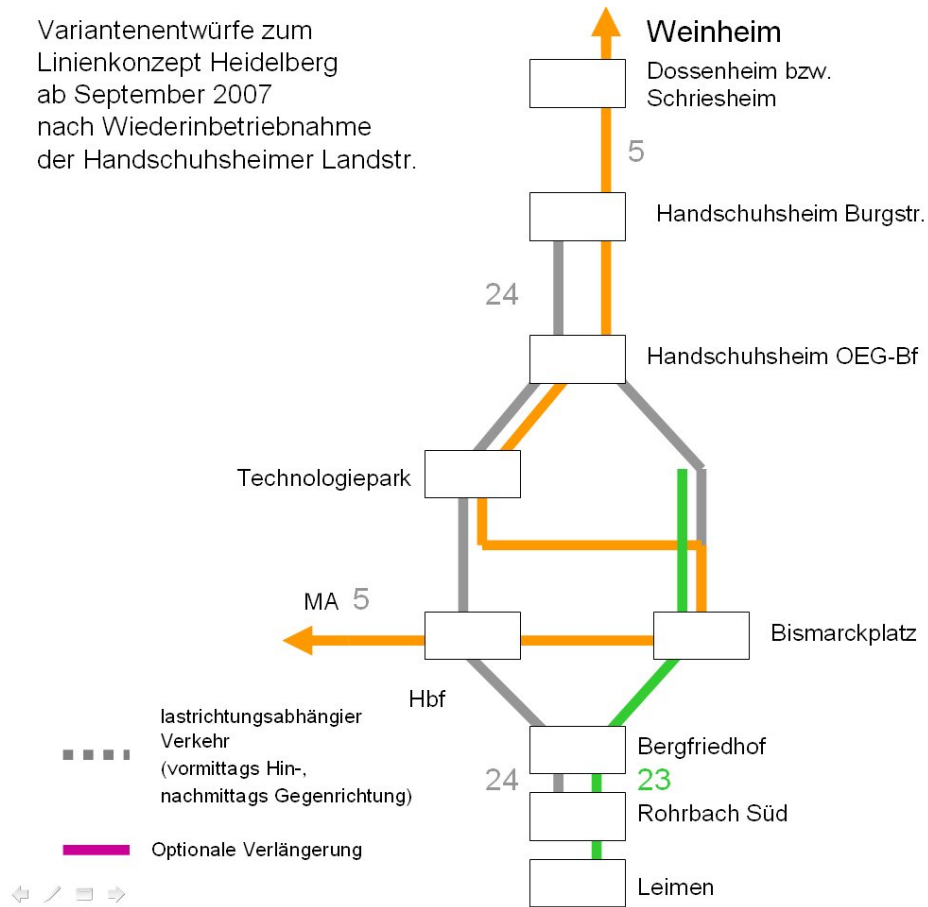 Variantenentwürfe zum
Linienkonzept Heidelberg
ab September 2007
nach Wiederinbetriebnahme
der Handschuhsheimer Landstr.
Weinheim
Dossenheim bzw.
Schriesheim
5
Handschuhsheim Burgstr.
24
Handschuhsheim OEG-Bf
Technologiepark
MA 5
Bismarckplatz
Hbf
lastrichtungsabhängier
Verkehr
(vormittags Hin-,
nachmittags Gegenrichtung)
Bergfriedhof
24
23
Rohrbach Süd
Optionale Verlängerung
Leimen